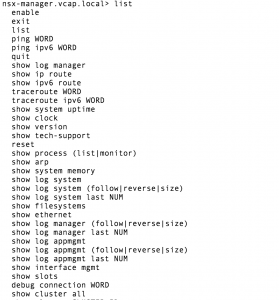 nsx-manager.vcap.local> list
enable
exit
list
ping WORD
ping ipv6 WORD
quit
show log manager
show ip route
show ipv6 route
traceroute WORD
traceroute ipv6 WORD
show system uptime
show clock
show version
show tech-support
reset
show process (list|monitor)
show arp
show system memory
show log system
show log system (follow|reverse|size)
show log system last NUM
show filesystems
show ethernet
show log manager (follow|reverse|size)
show log manager last NUM
show log appmgmt
show log appmgmt (follow|reverse|size)
show log appmgmt last NUM
show interface mgmt
show slots
debug connection WORD
show cluster all